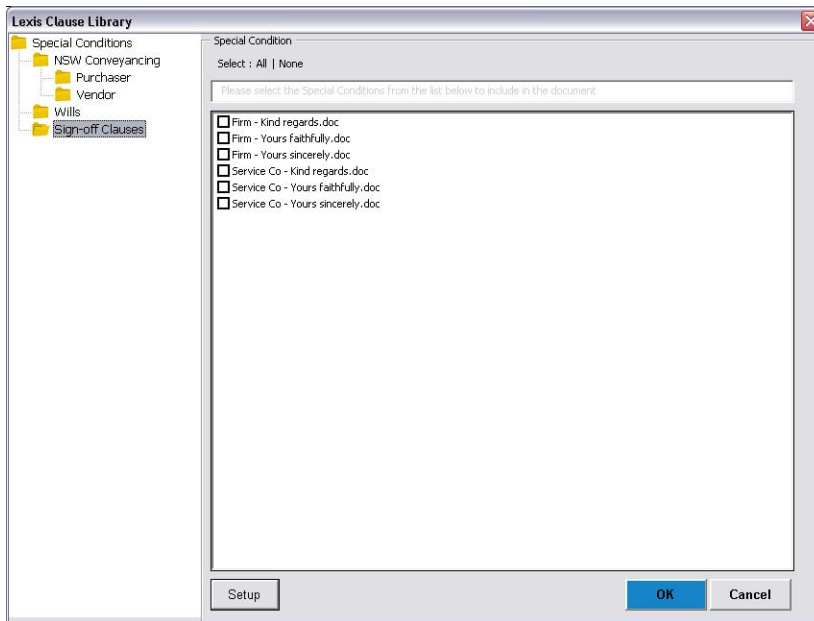 Lexis Clause Library
Special Conditions
NSW Conveyancing
Purchaser
Vendor
Wills
Sign-off Clauses
Special Condition
Select : All | None
Please select the Special Conditions from the list below to include in the document
Firm - Kind regards.doc
Firm - Yours faithfully.doc
Firm - Yours sincerely.doc
Service Co - Kind regards.doc
Service Co - Yours faithfully.doc
Service Co - Yours sincerely.doc
Setup
OK
Cancel